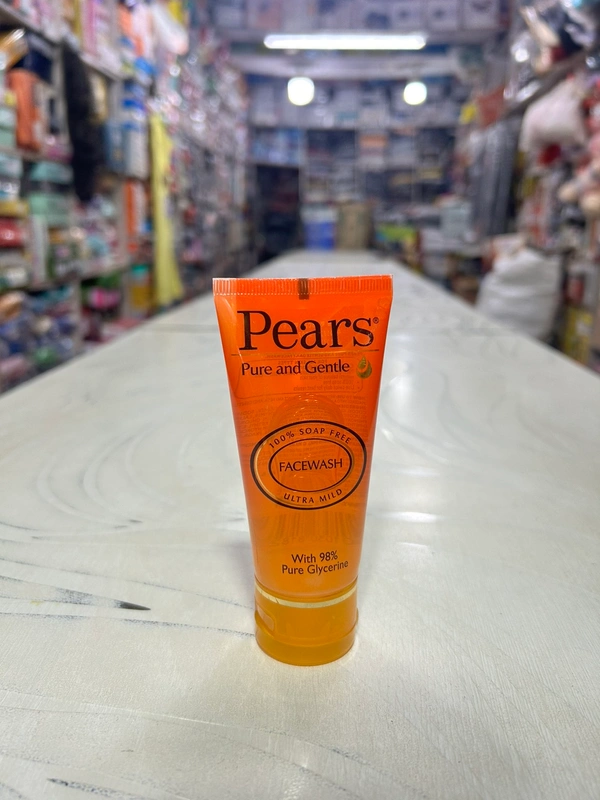 Pears®
Pure and Gentle
100% SOAP FREE
FACEWASH
ULTRA MILD
With 98%
Pure Glycerine